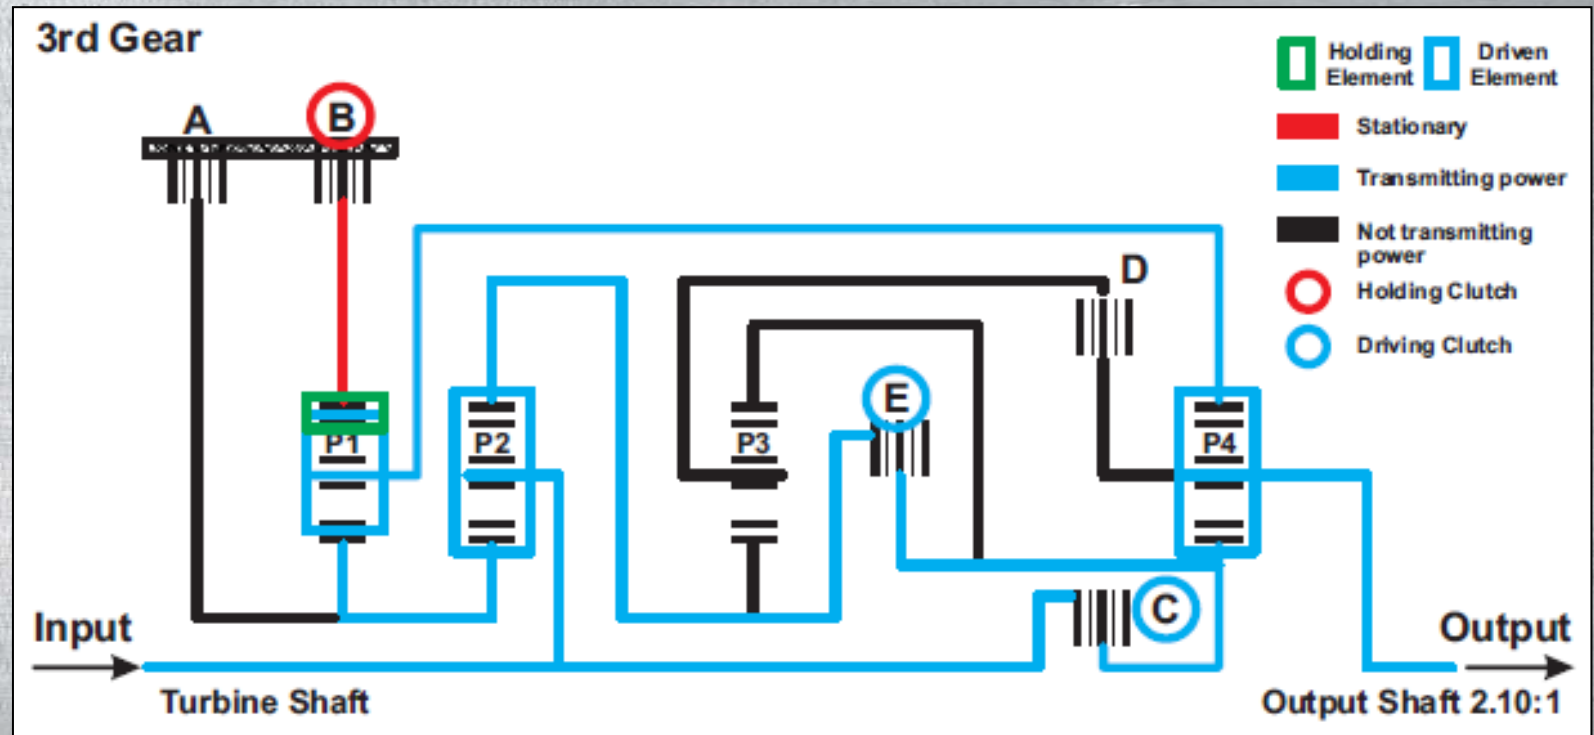 3rd Gear
Holding
Element
Driven
Element
A
B
Stationary
Transmitting power
Not transmitting
power
D
Holding Clutch
Driving Clutch
E
P1
P2
P3
P4
C
Input
Output
Turbine Shaft
Output Shaft 2.10:1